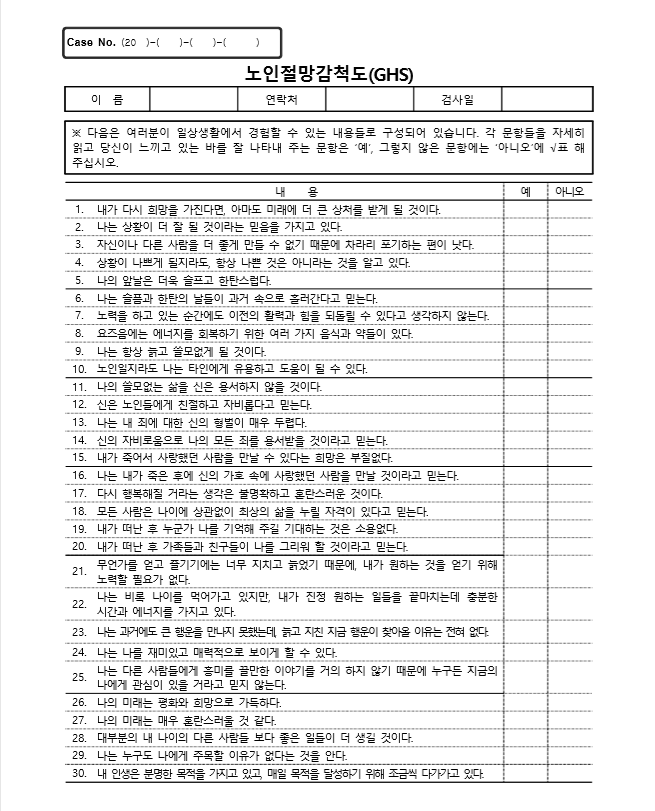 Case No. (20   )-(      )-(      )-(        )
노인절망감척도(GHS)
이 름 연락처 검사일
※ 다음은 여러분이 일상생활에서 경험할 수 있는 내용들로 구성되어 있습니다. 각 문항들을 자세히
읽고 당신이 느끼고 있는 바를 잘 나타내 주는 문항은 '예', 그렇지 않은 문항에는 '아니오'에 √표 해
주십시오.
내 용 예 아니오
1. 내가 다시 희망을 가진다면, 아마도 미래에 더 큰 상처를 받게 될 것이다.
2. 나는 상황이 더 잘 될 것이라는 믿음을 가지고 있다.
3. 자신이나 다른 사람을 더 좋게 만들 수 없기 때문에 차라리 포기하는 편이 낫다.
4. 상황이 나쁘게 될지라도, 항상 나쁜 것은 아니라는 것을 알고 있다.
5. 나의 앞날은 더욱 슬프고 한탄스럽다.
6. 나는 슬픔과 한탄의 날들이 과거 속으로 흘러간다고 믿는다.
7. 노력을 하고 있는 순간에도 이전의 활력과 힘을 되돌릴 수 있다고 생각하지 않는다.
8. 요즈음에는 에너지를 회복하기 위한 여러 가지 음식과 약들이 있다.
9. 나는 항상 늙고 쓸모없게 될 것이다.
10. 노인일지라도 나는 타인에게 유용하고 도움이 될 수 있다.
11. 나의 쓸모없는 삶을 신은 용서하지 않을 것이다.
12. 신은 노인들에게 친절하고 자비롭다고 믿는다.
13. 나는 내 죄에 대한 신의 형벌이 매우 두렵다.
14. 신의 자비로움으로 나의 모든 죄를 용서받을 것이라고 믿는다.
15. 내가 죽어서 사랑했던 사람을 만날 수 있다는 희망은 부질없다.
16. 나는 내가 죽은 후에 신의 가호 속에 사랑했던 사람을 만날 것이라고 믿는다.
17. 다시 행복해질 거라는 생각은 불명확하고 혼란스러운 것이다.
18. 모든 사람은 나이에 상관없이 최상의 삶을 누릴 자격이 있다고 믿는다.
19. 내가 떠난 후 누군가 나를 기억해 주길 기대하는 것은 소용없다.
20. 내가 떠난 후 가족들과 친구들이 나를 그리워 할 것이라고 믿는다.
21. 무언가를 얻고 즐기기에는 너무 지치고 늙었기 때문에, 내가 원하는 것을 얻기 위해
노력할 필요가 없다.
22. 나는 비록 나이를 먹어가고 있지만, 내가 진정 원하는 일들을 끝마치는데 충분한
시간과 에너지를 가지고 있다.
23. 나는 과거에도 큰 행운을 만나지 못했는데, 늙고 지친 지금 행운이 찾아올 이유는 전혀 없다.
24. 나는 나를 재미있고 매력적으로 보이게 할 수 있다.
25. 나는 다른 사람들에게 흥미를 끌만한 이야기를 거의 하지 않기 때문에 누구든 지금의
나에게 관심이 있을 거라고 믿지 않는다.
26. 나의 미래는 평화와 희망으로 가득하다.
27. 나의 미래는 매우 혼란스러울 것 같다.
28. 대부분의 내 나이의 다른 사람들 보다 좋은 일들이 더 생길 것이다.
29. 나는 누구도 나에게 주목할 이유가 없다는 것을 안다.
30. 내 인생은 분명한 목적을 가지고 있고, 매일 목적을 달성하기 위해 조금씩 다가가고 있다.